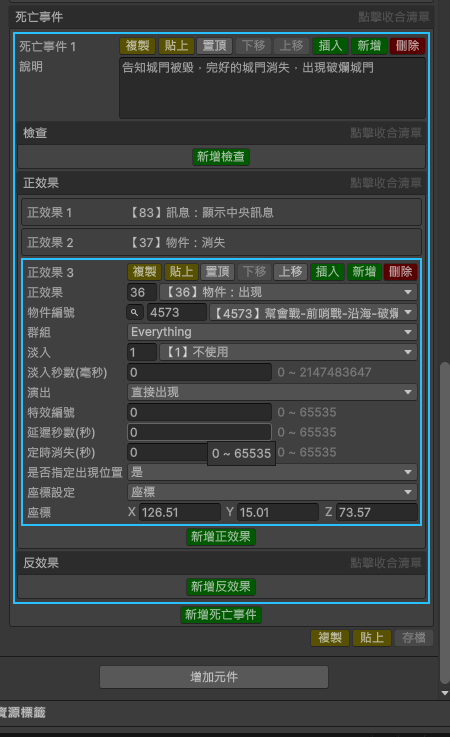 死亡事件 點擊收合清單
死亡事件 1 複製 貼上 置頂 下移 上移 插入 新增 刪除
說明 告知城門被毀，完好的城門消失，出現破爛城門
檢查 點擊收合清單
新增檢查
正效果 點擊收合清單
正效果 1 【83】訊息：顯示中央訊息
正效果 2 【37】物件：消失
正效果 3 複製 貼上 置頂 下移 上移 插入 新增 刪除
正效果 36 【36】物件：出現
物件編號 4573 【4573】幫會戰-前哨戰-沿海-破爛
群組 Everything
淡入 1 【1】不使用
淡入秒數(毫秒) 0 0 ~ 2147483647
演出 直接出現
特效編號 0 0 ~ 65535
延遲秒數(秒) 0 0 ~ 65535
定時消失(秒) 0 0 ~ 65535 0 ~ 65535
是否指定出現位置 是
座標設定 座標
座標 X 126.51 Y 15.01 Z 73.57
新增正效果
反效果 點擊收合清單
新增反效果
新增死亡事件
複製 貼上 存檔
增加元件
資源標籤